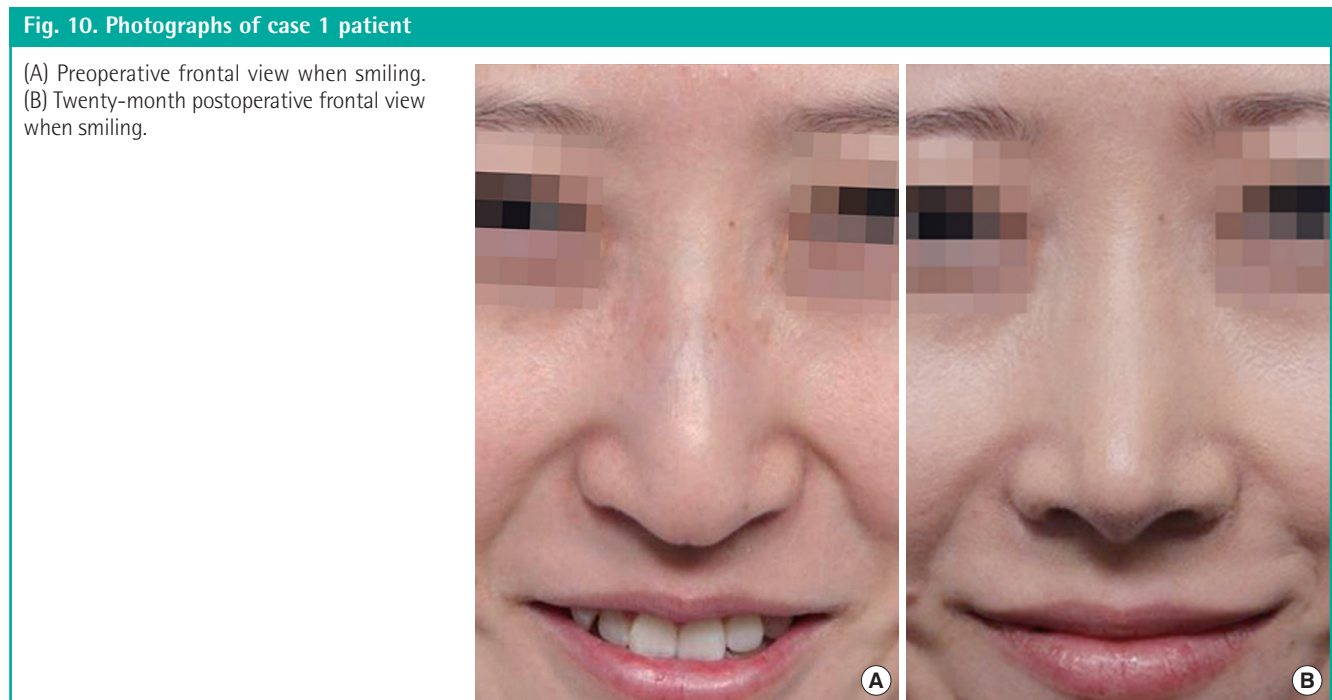 Fig. 10. Photographs of case 1 patient
(A) Preoperative frontal view when smiling.
(B) Twenty-month postoperative frontal view
when smiling.
A
B